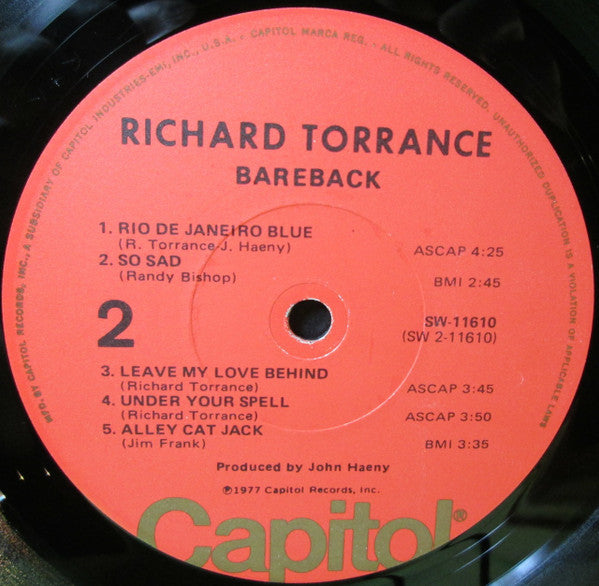 MFD. BY CAPITOL RECORDS, INC., A SUBSIDIARY OF CAPITOL INDUSTRIES-EMI, INC., U.S.A. • CAPITOL MARCA REG. • ALL RIGHTS RESERVED. UNAUTHORIZED DUPLICATION IS A VIOLATION OF APPLICABLE LAWS
RICHARD TORRANCE
BAREBACK
1. RIO DE JANEIRO BLUE
(R. Torrance-J. Haeny) ASCAP 4:25
2. SO SAD
(Randy Bishop) BMI 2:45
2
SW-11610
(SW 2-11610)
3. LEAVE MY LOVE BEHIND
(Richard Torrance) ASCAP 3:45
4. UNDER YOUR SPELL
(Richard Torrance) ASCAP 3:50
5. ALLEY CAT JACK
(Jim Frank) BMI 3:35
Produced by John Haeny
℗1977 Capitol Records, Inc.
Capitol®